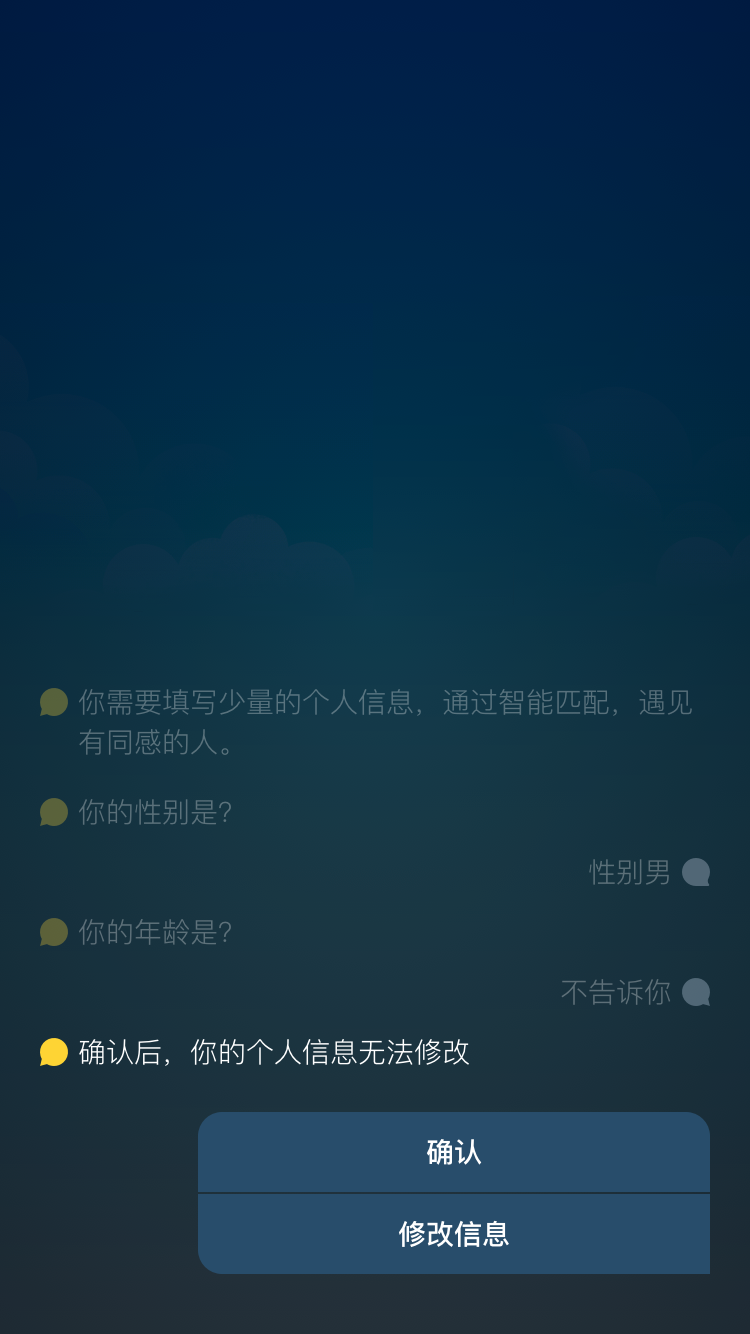 你需要填写少量的个人信息，通过智能匹配，遇见
有同感的人。
你的性别是？
性别男
你的年龄是？
不告诉你
确认后，你的个人信息无法修改
确认
修改信息